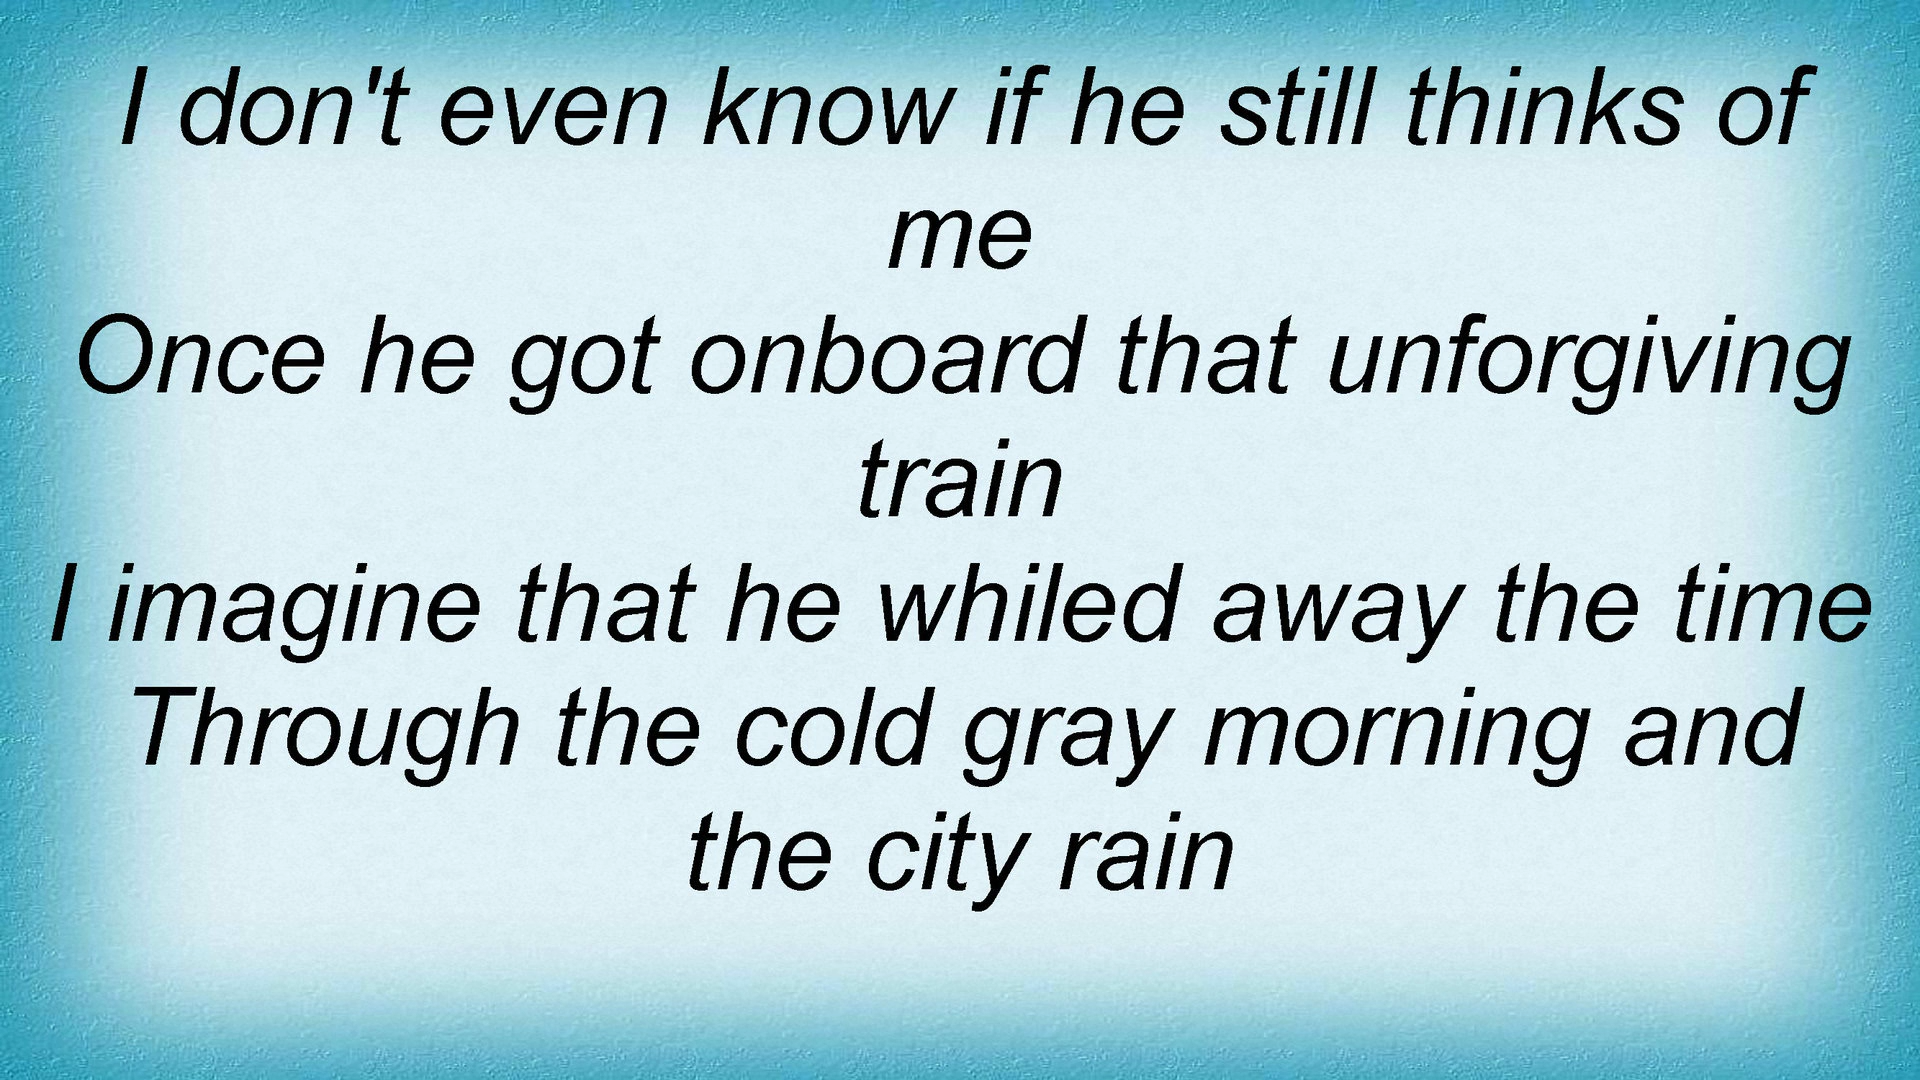 I don't even know if he still thinks of
me
Once he got onboard that unforgiving
train
I imagine that he whiled away the time
Through the cold gray morning and
the city rain